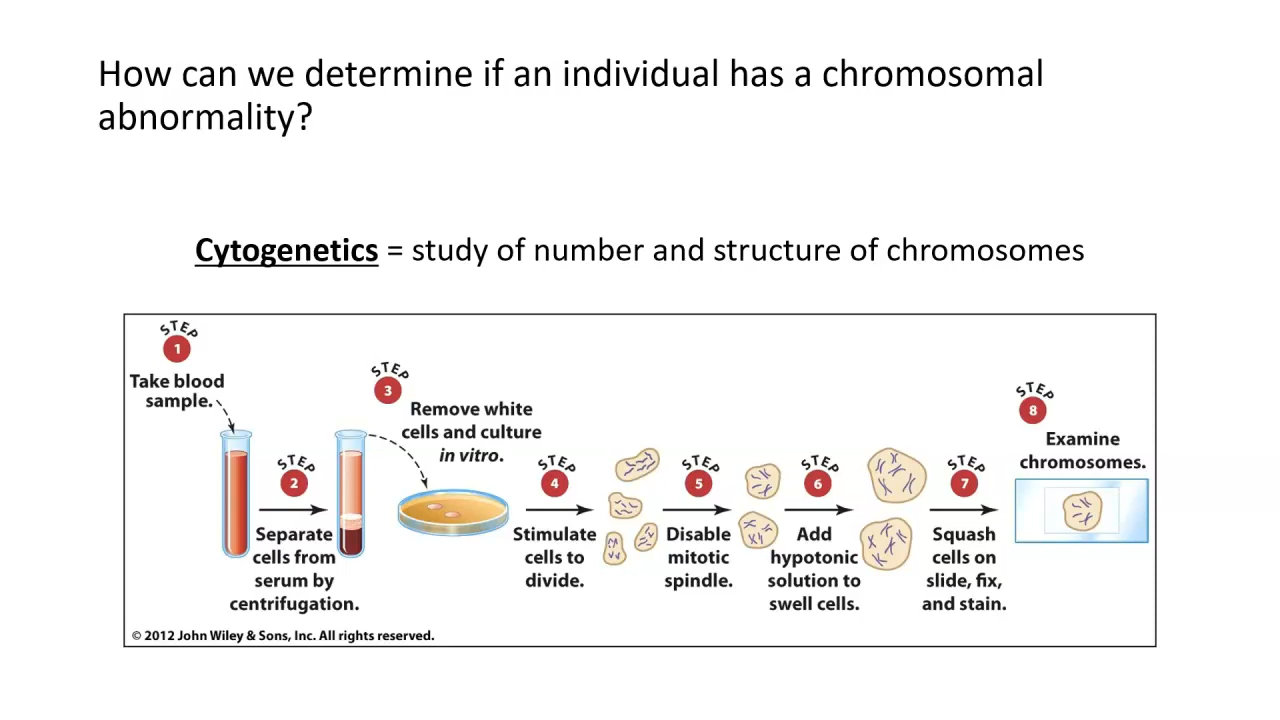 How can we determine if an individual has a chromosomal
abnormality?
Cytogenetics = study of number and structure of chromosomes
STEP
1
Take blood
sample.
STEP
2
Separate
cells from
serum by
centrifugation.
STEP
3
Remove white
cells and culture
in vitro.
STEP
4
Stimulate
cells to
divide.
STEP
5
Disable
mitotic
spindle.
STEP
6
Add
hypotonic
solution to
swell cells.
STEP
7
Squash
cells on
slide, fix,
and stain.
STEP
8
Examine
chromosomes.
© 2012 John Wiley & Sons, Inc. All rights reserved.